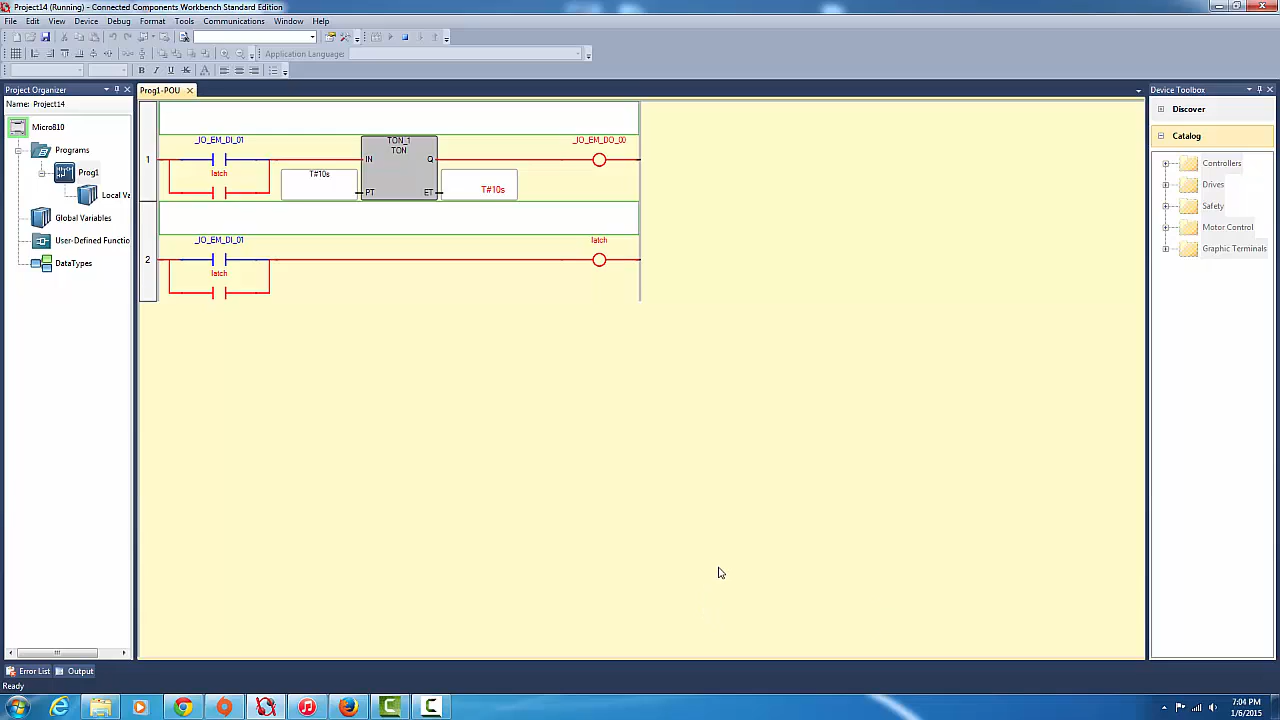 Project14 (Running) - Connected Components Workbench Standard Edition
File Edit View Debug Format Tools Communications Window Help
Application Language:
B I U A
Project Organizer
Name: Project14
Micro810
Programs
Prog1
Local Va
Global Variables
User-Defined Functio
DataTypes
Prog1-POU
1
_IO_EM_DI_01
latch
TON_1
TON
IN Q
T#10s
PT ET
T#10s
_IO_EM_DO_00
2
_IO_EM_DI_01
latch
latch
Device Toolbox
Discover
Catalog
Controllers
Drives
Safety
Motor Control
Graphic Terminals
Error List Output
Ready
7:04 PM
1/6/2015